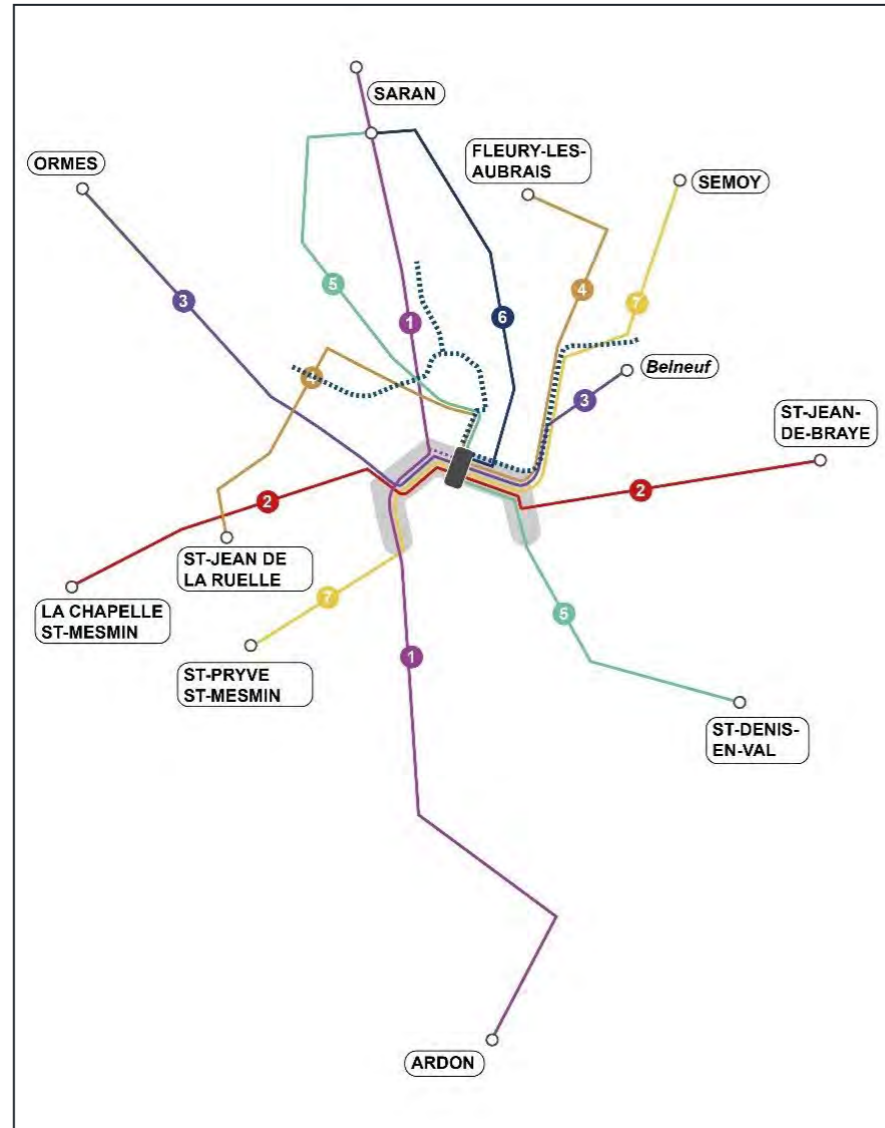 SARAN
ORMES
FLEURY-LES-
AUBRAIS
SEMOY
5
4
7
3
1
6
Belneuf
4
3
ST-JEAN-
DE-BRAYE
2
2
ST-JEAN DE
LA RUELLE
LA CHAPELLE
ST-MESMIN
7
5
ST-PRYVE
ST-MESMIN
1
ST-DENIS-
EN-VAL
ARDON